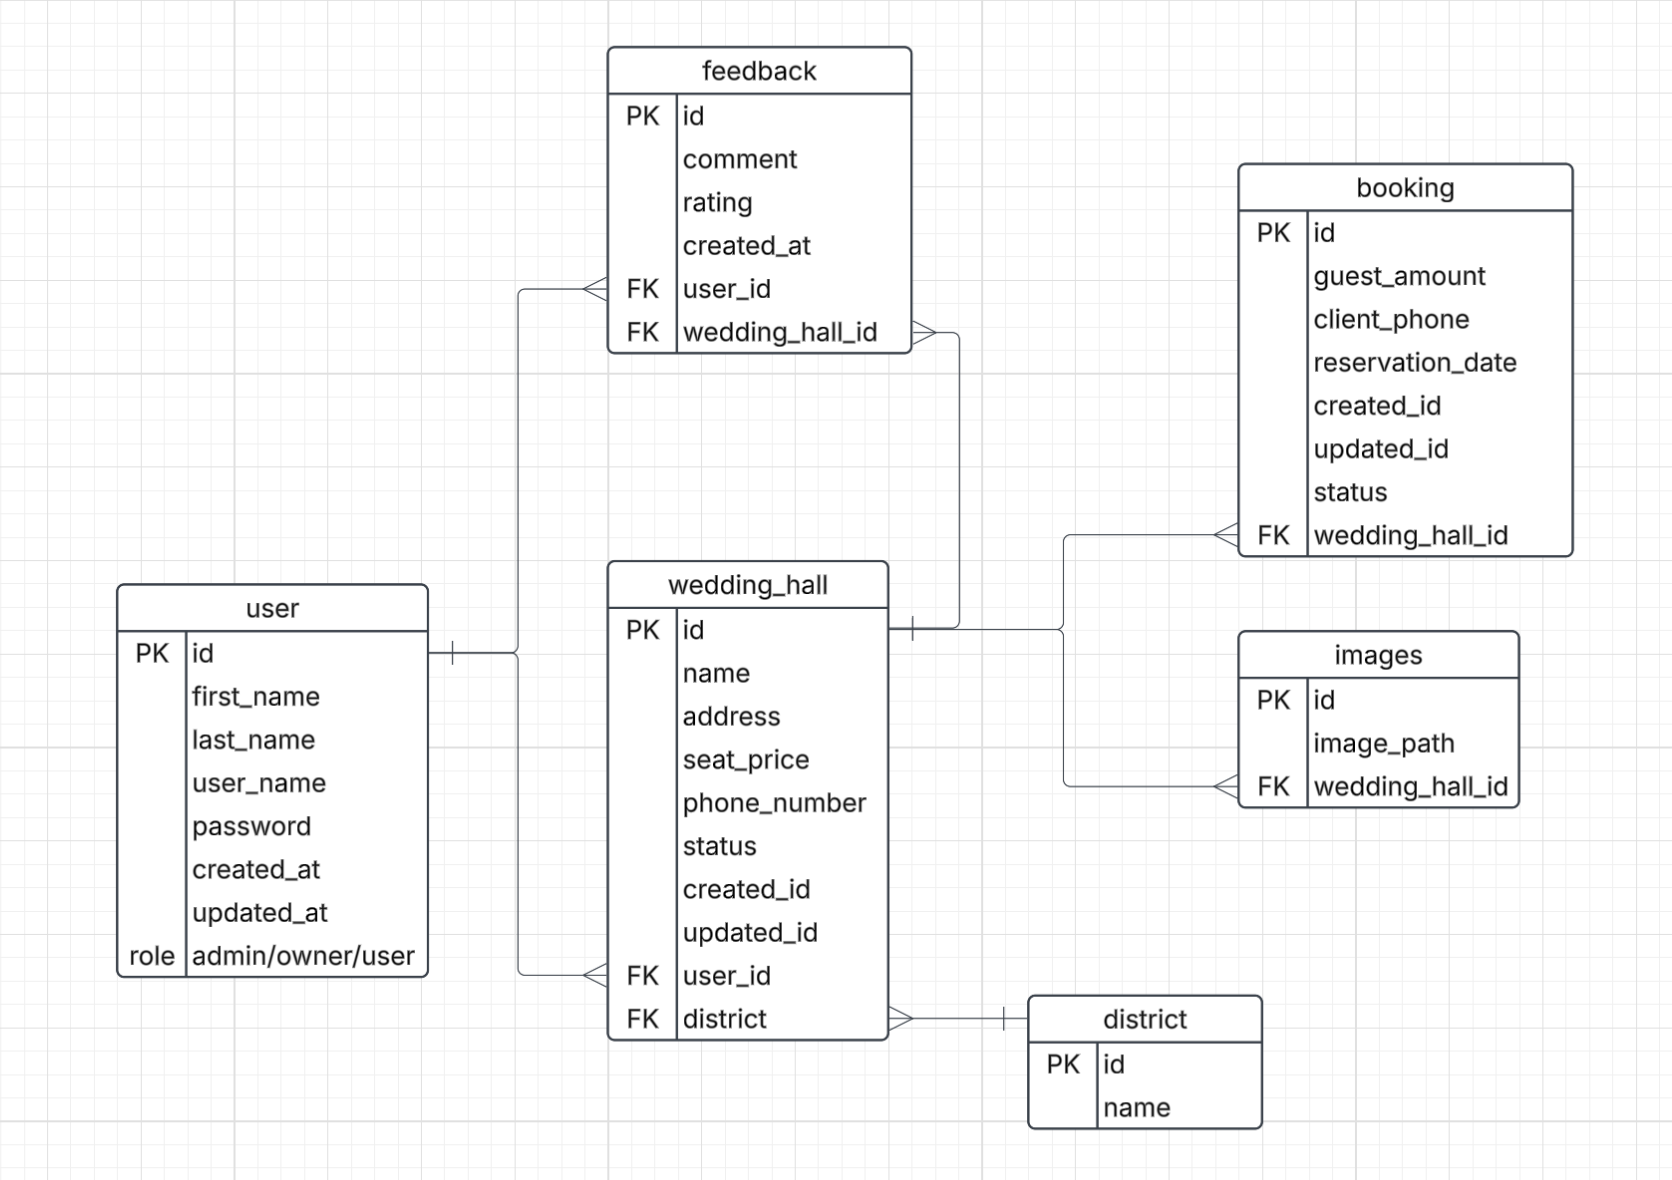 feedback
PK id
comment
rating
created_at
FK user_id
FK wedding_hall_id
booking
PK id
guest_amount
client_phone
reservation_date
created_id
updated_id
status
FK wedding_hall_id
user
PK id
first_name
last_name
user_name
password
created_at
updated_at
role admin/owner/user
wedding_hall
PK id
name
address
seat_price
phone_number
status
created_id
updated_id
FK user_id
FK district
images
PK id
image_path
FK wedding_hall_id
district
PK id
name